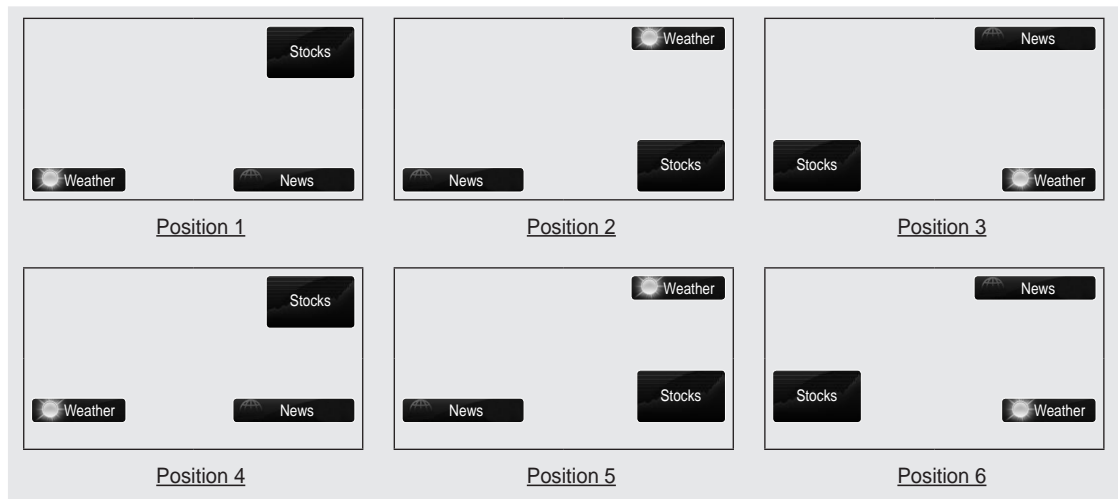 Stocks
Weather
News
Position 1
Weather
Stocks
News
Position 2
News
Stocks
Weather
Position 3
Stocks
Weather
News
Position 4
Weather
Stocks
News
Position 5
News
Stocks
Weather
Position 6